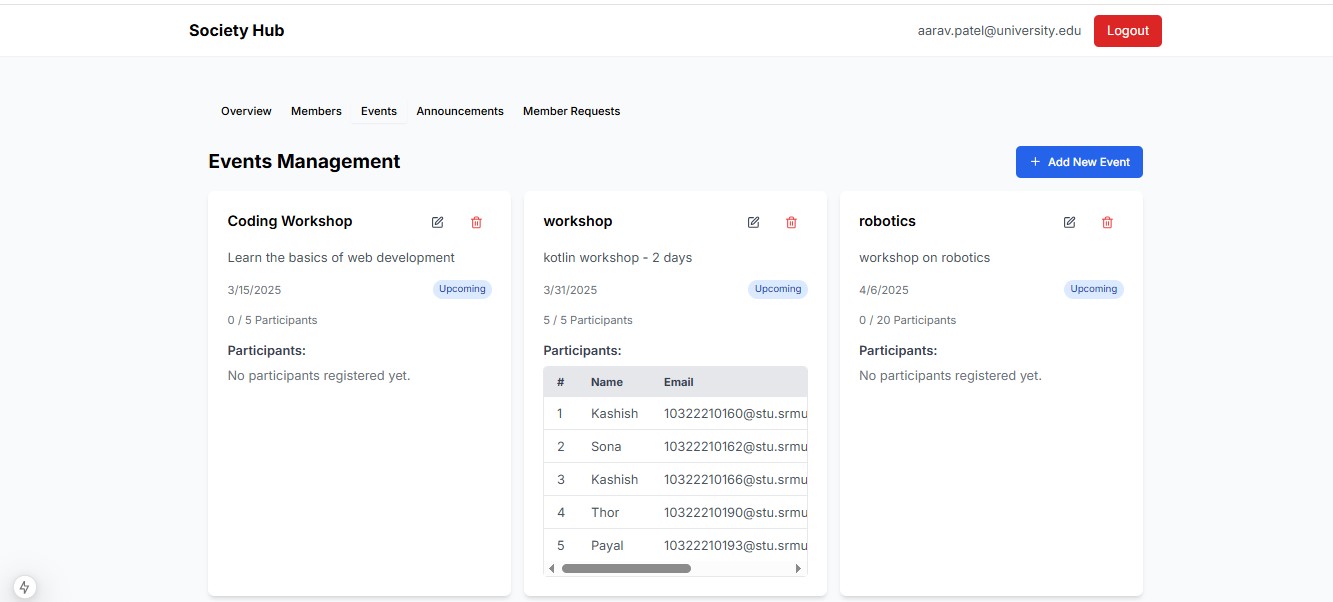 Society Hub
aarav.patel@university.edu
Logout
Overview Members Events Announcements Member Requests
Events Management
+ Add New Event
Coding Workshop
Learn the basics of web development
3/15/2025 Upcoming
0 / 5 Participants
Participants:
No participants registered yet.
workshop
kotlin workshop - 2 days
3/31/2025 Upcoming
5 / 5 Participants
Participants:
# Name Email
1 Kashish 10322210160@stu.srmu
2 Sona 10322210162@stu.srmu
3 Kashish 10322210166@stu.srmu
4 Thor 10322210190@stu.srmu
5 Payal 10322210193@stu.srmu
robotics
workshop on robotics
4/6/2025 Upcoming
0 / 20 Participants
Participants:
No participants registered yet.